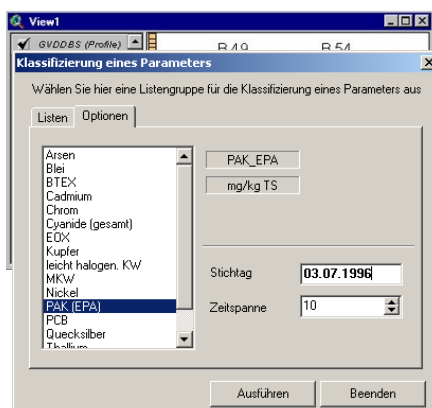 View1
GVDDBS (Profile)
B 49 B 54
Klassifizierung eines Parameters
Wählen Sie hier eine Listengruppe für die Klassifizierung eines Parameters aus
Listen Optionen
Arsen
Blei
BTEX
Cadmium
Chrom
Cyanide (gesamt)
EOX
Kupfer
leicht halogen. KW
MKW
Nickel
PAK (EPA)
PCB
Quecksilber
Thallium
PAK_EPA
mg/kg TS
Stichtag 03.07.1996
Zeitspanne 10
Ausführen Beenden